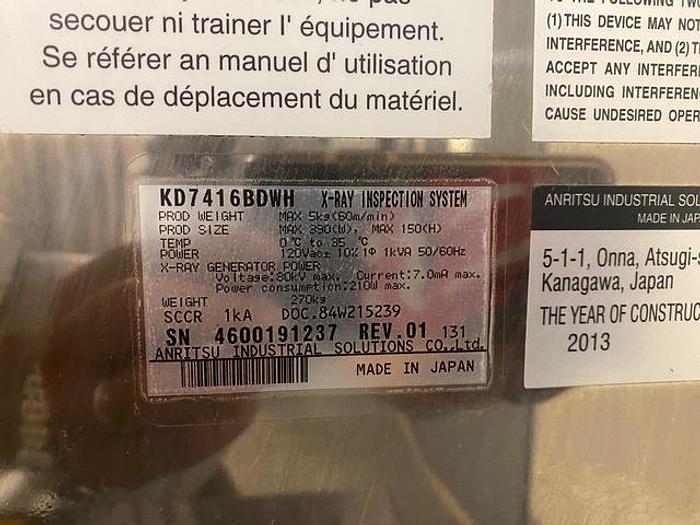 secouer ni trainer l' équipement.
Se référer an manuel d' utilisation
en cas de déplacement du matériel.
(1) THIS DEVICE MAY NOT
INTERFERENCE, AND (2) T
ACCEPT ANY INTERFER
INCLUDING INTERFEREN
CAUSE UNDESIRED OPER
KD7416BDWH X-RAY INSPECTION SYSTEM
PROD WEIGHT MAX 5kg(60m/min)
PROD SIZE MAX 390(W), MAX 150(H)
TEMP 0°C to 35 °C
POWER 120Vac± 10% 1Φ 1kVA 50/60Hz
X-RAY GENERATOR POWER
Voltage:80kV max. Current:7.0mA max.
Power consumption:210W max.
WEIGHT 270kg
SCCR 1kA DOC.84W215239
SN 4600191237 REV.01 131
ANRITSU INDUSTRIAL SOLUTIONS CO.,Ltd.
MADE IN JAPAN
ANRITSU INDUSTRIAL SOL
MADE IN JAP
5-1-1, Onna, Atsugi-s
Kanagawa, Japan
THE YEAR OF CONSTRUC
2013